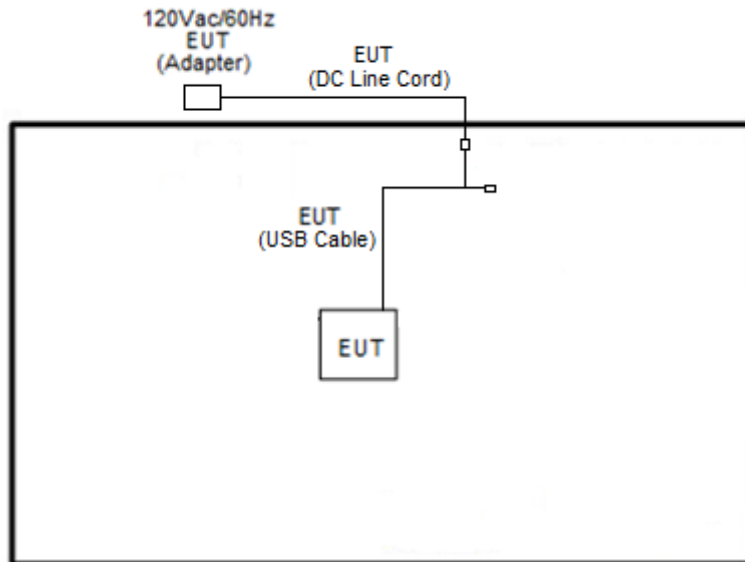 120Vac/60Hz
EUT
(Adapter)
EUT
(DC Line Cord)
EUT
(USB Cable)
EUT